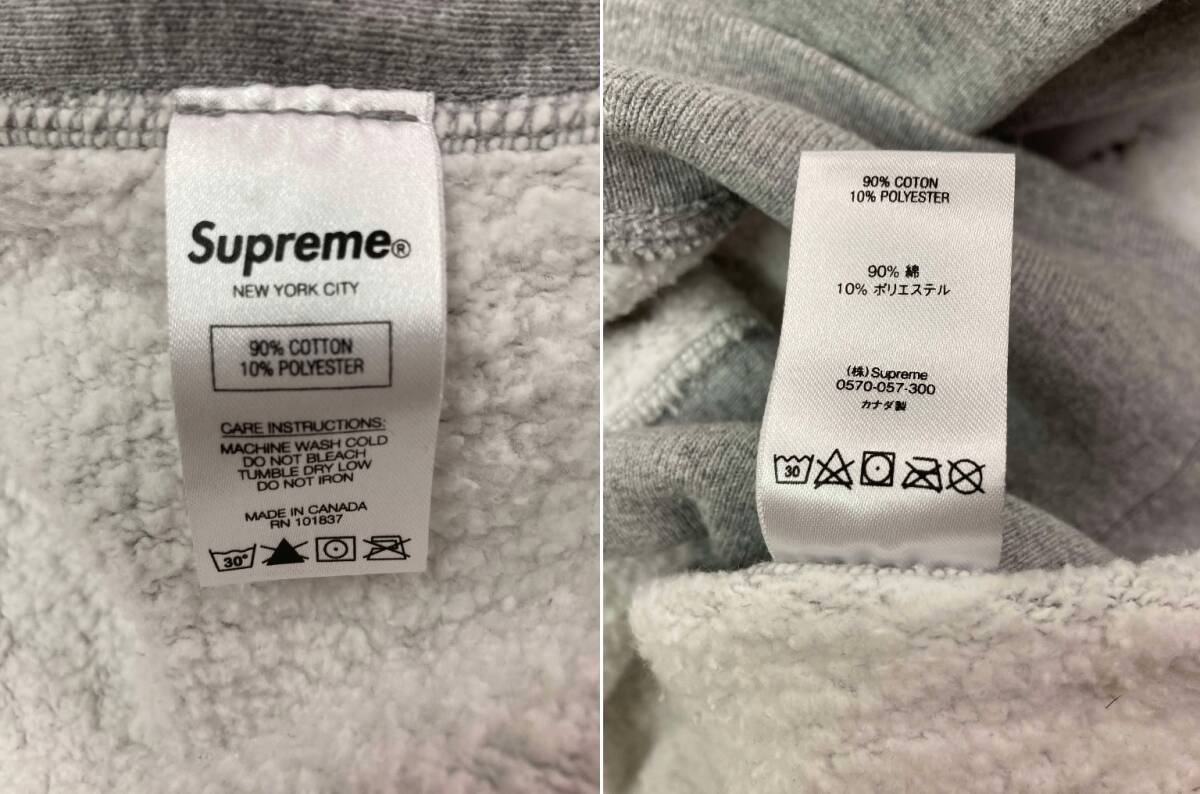 Supreme®
NEW YORK CITY
90% COTTON
10% POLYESTER
CARE INSTRUCTIONS:
MACHINE WASH COLD
DO NOT BLEACH
TUMBLE DRY LOW
DO NOT IRON
MADE IN CANADA
RN 101837
30°
90% COTON
10% POLYESTER
90% 綿
10% ポリエステル
(株)Supreme
0570-057-300
カナダ製
30